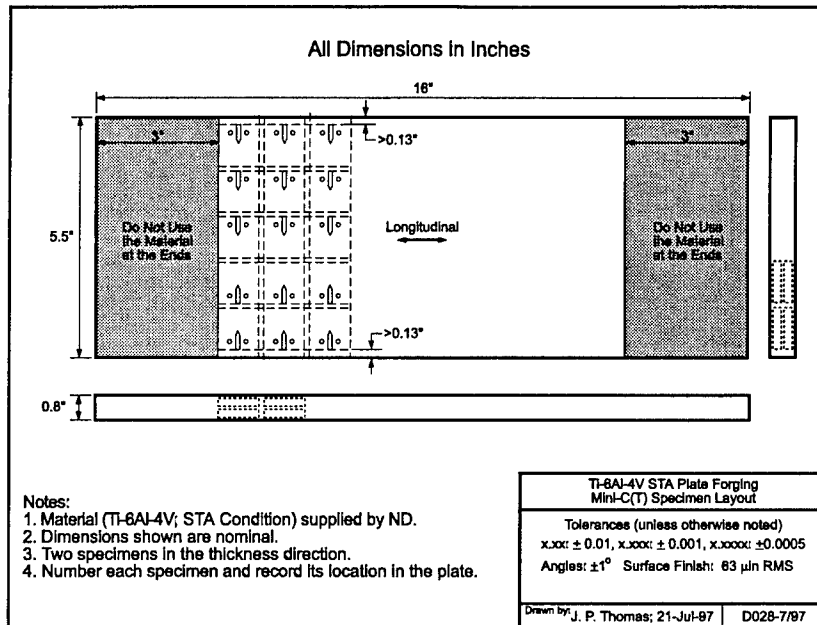 All Dimensions in Inches
16"
3"
>0.13"
3"
5.5"
Do Not Use
the Material
at the Ends
Longitudinal
Do Not Use
the Material
at the Ends
>0.13"
0.8"
Notes:
1. Material (Ti-6Al-4V; STA Condition) supplied by ND.
2. Dimensions shown are nominal.
3. Two specimens in the thickness direction.
4. Number each specimen and record its location in the plate.
Ti-6Al-4V STA Plate Forging
Mini-C(T) Specimen Layout
Tolerances (unless otherwise noted)
x.xx: ± 0.01, x.xxx: ± 0.001, x.xxxx: ±0.0005
Angles: ±1° Surface Finish: 63 µin RMS
Drawn by: J. P. Thomas; 21-Jul-97
D028-7/97